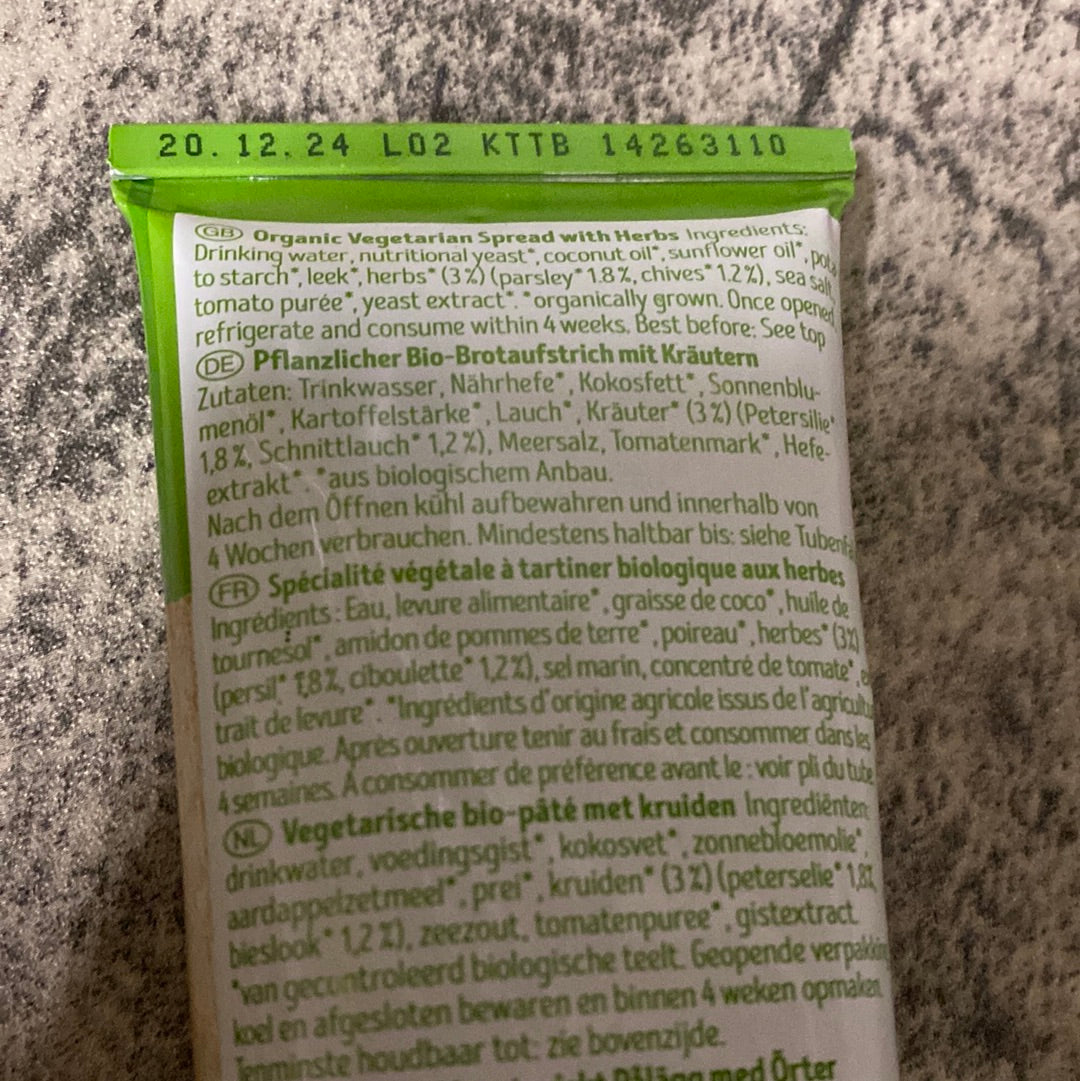 20.12.24 L02 KTTB 14263110
GB Organic Vegetarian Spread with Herbs Ingredients:
Drinking water, nutritional yeast*, coconut oil*, sunflower oil*, pota
to starch*, leek*, herbs* (3%) (parsley* 1.8%, chives* 1.2%), sea salt,
tomato purée*, yeast extract*. *organically grown. Once opened
refrigerate and consume within 4 weeks. Best before: See top
DE Pflanzlicher Bio-Brotaufstrich mit Kräutern
Zutaten: Trinkwasser, Nährhefe*, Kokosfett*, Sonnenblu-
menöl*, Kartoffelstärke*, Lauch*, Kräuter* (3%) (Petersilie*
1,8%, Schnittlauch* 1,2%), Meersalz, Tomatenmark*, Hefe-
extrakt*. *aus biologischem Anbau.
Nach dem Öffnen kühl aufbewahren und innerhalb von
4 Wochen verbrauchen. Mindestens haltbar bis: siehe Tubenfa
FR Spécialité végétale à tartiner biologique aux herbes
Ingrédients : Eau, levure alimentaire*, graisse de coco*, huile de
tournesol*, amidon de pommes de terre*, poireau*, herbes* (3%)
(persil* 1,8%, ciboulette* 1,2%), sel marin, concentré de tomate*, e
trait de levure*. *Ingrédients d'origine agricole issus de l'agricultu
biologique. Après ouverture tenir au frais et consommer dans les
4 semaines. À consommer de préférence avant le : voir pli du tube
NL Vegetarische bio-pâté met kruiden Ingrediënten:
drinkwater, voedingsgist*, kokosvet*, zonnebloemolie*,
aardappelzetmeel*, prei*, kruiden* (3%) (peterselie* 1,8%,
bieslook* 1,2%), zeezout, tomatenpuree*, gistextract.
*van gecontroleerd biologische teelt. Geopende verpakkin
koel en afgesloten bewaren en binnen 4 weken opmaken.
Tenminste houdbaar tot: zie bovenzijde.
Pålägg med Örter